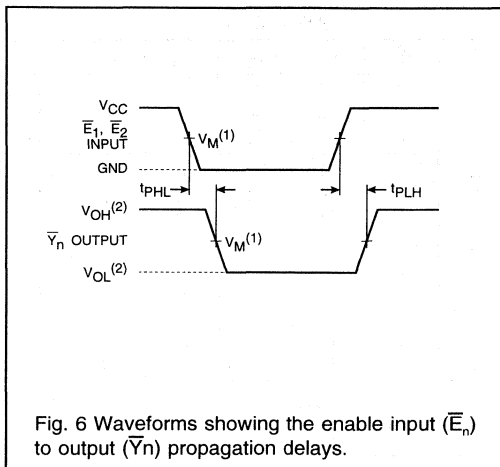 VCC
E̅1, E̅2
INPUT
VM(1)
GND
tPHL
tPLH
VOH(2)
Y̅n OUTPUT
VM(1)
VOL(2)
Fig. 6 Waveforms showing the enable input (E̅n)
to output (Y̅n) propagation delays.